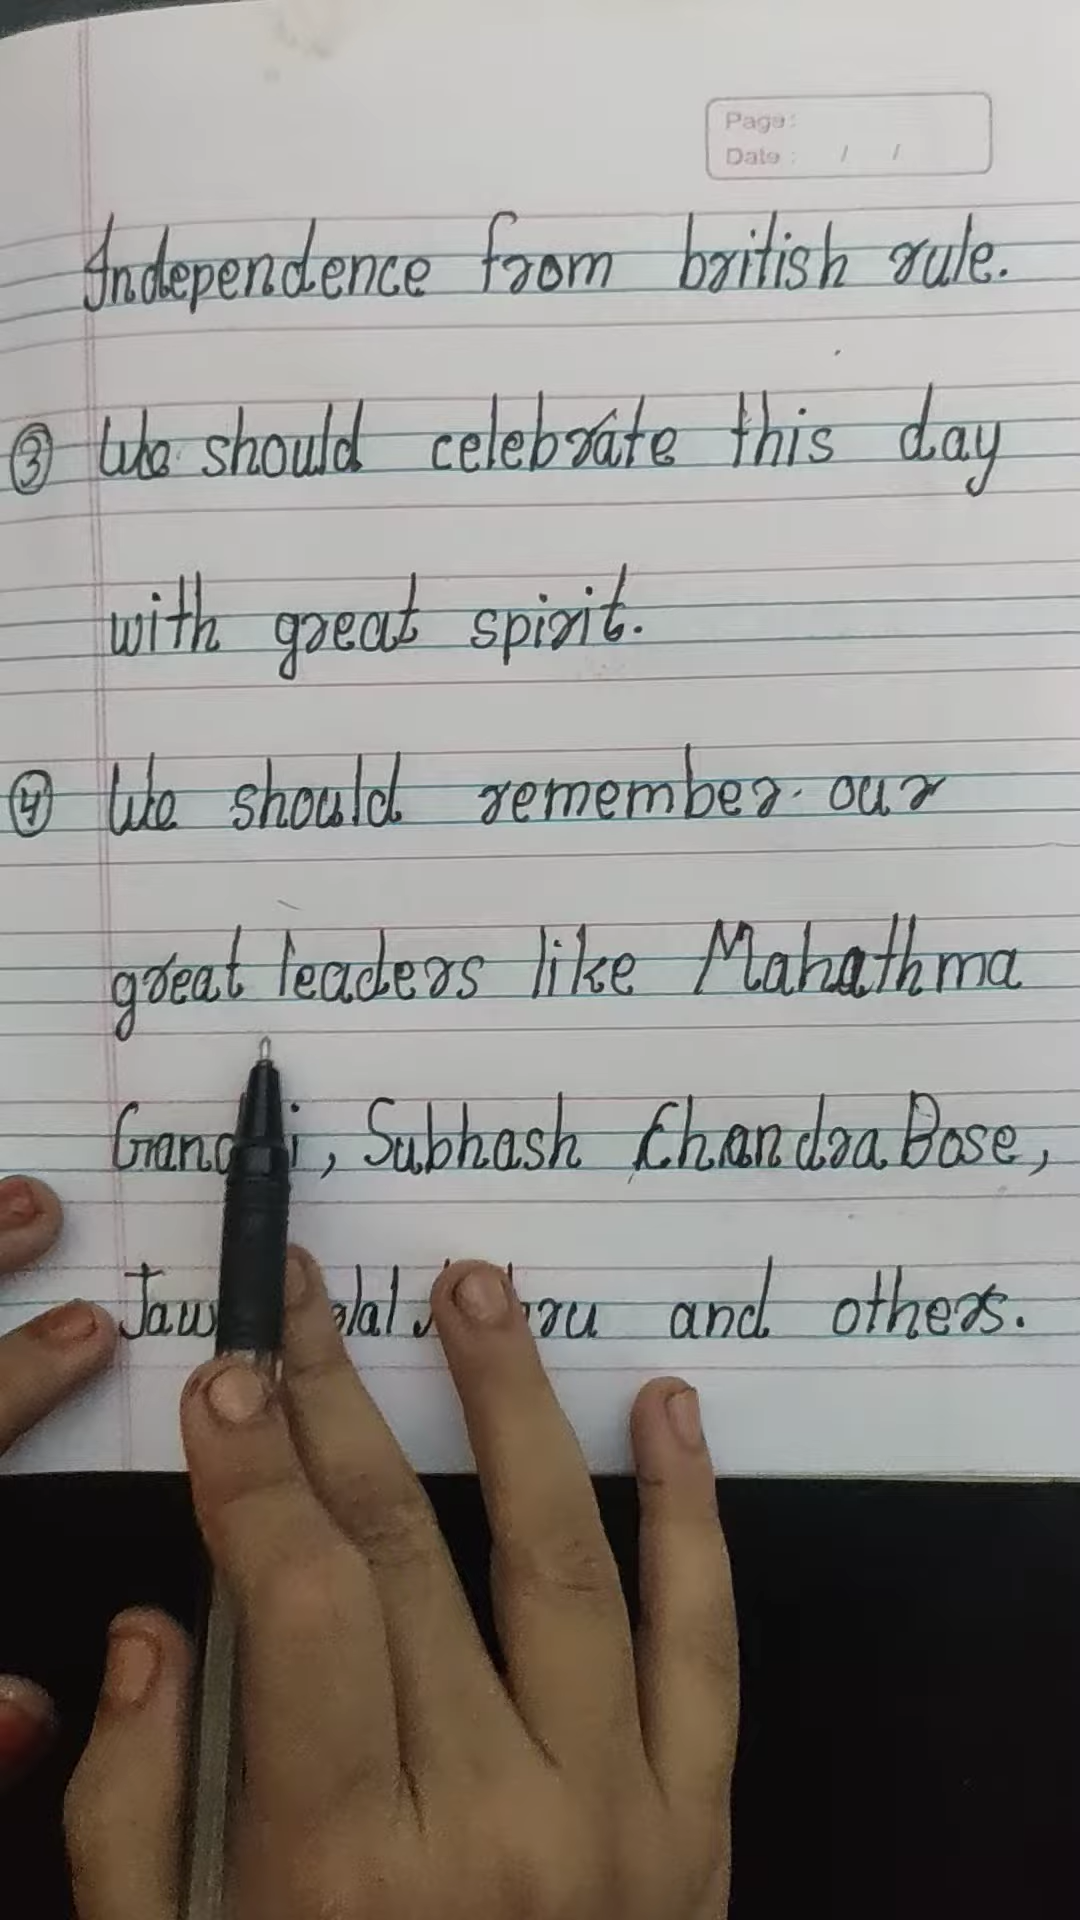 Page:
Date: / /
Independence from british rule.
③ We should celebrate this day
with great spirit.
④ We should remember. our
great leaders like Mahathma
Subhash Chandra Bose,
and others.